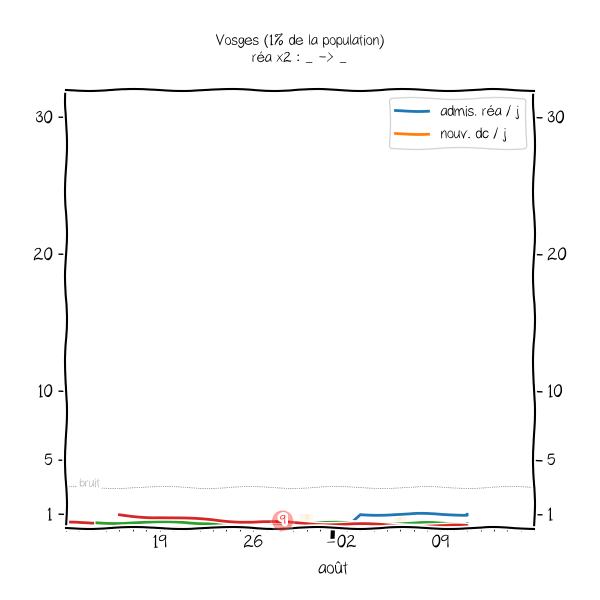 Vosges (1% de la population)
réa x2 : _ -> _
admis. réa / j
nouv. dc / j
30
30
20
20
10
10
5
5
bruit
1
1
9
19
26
02
09
août